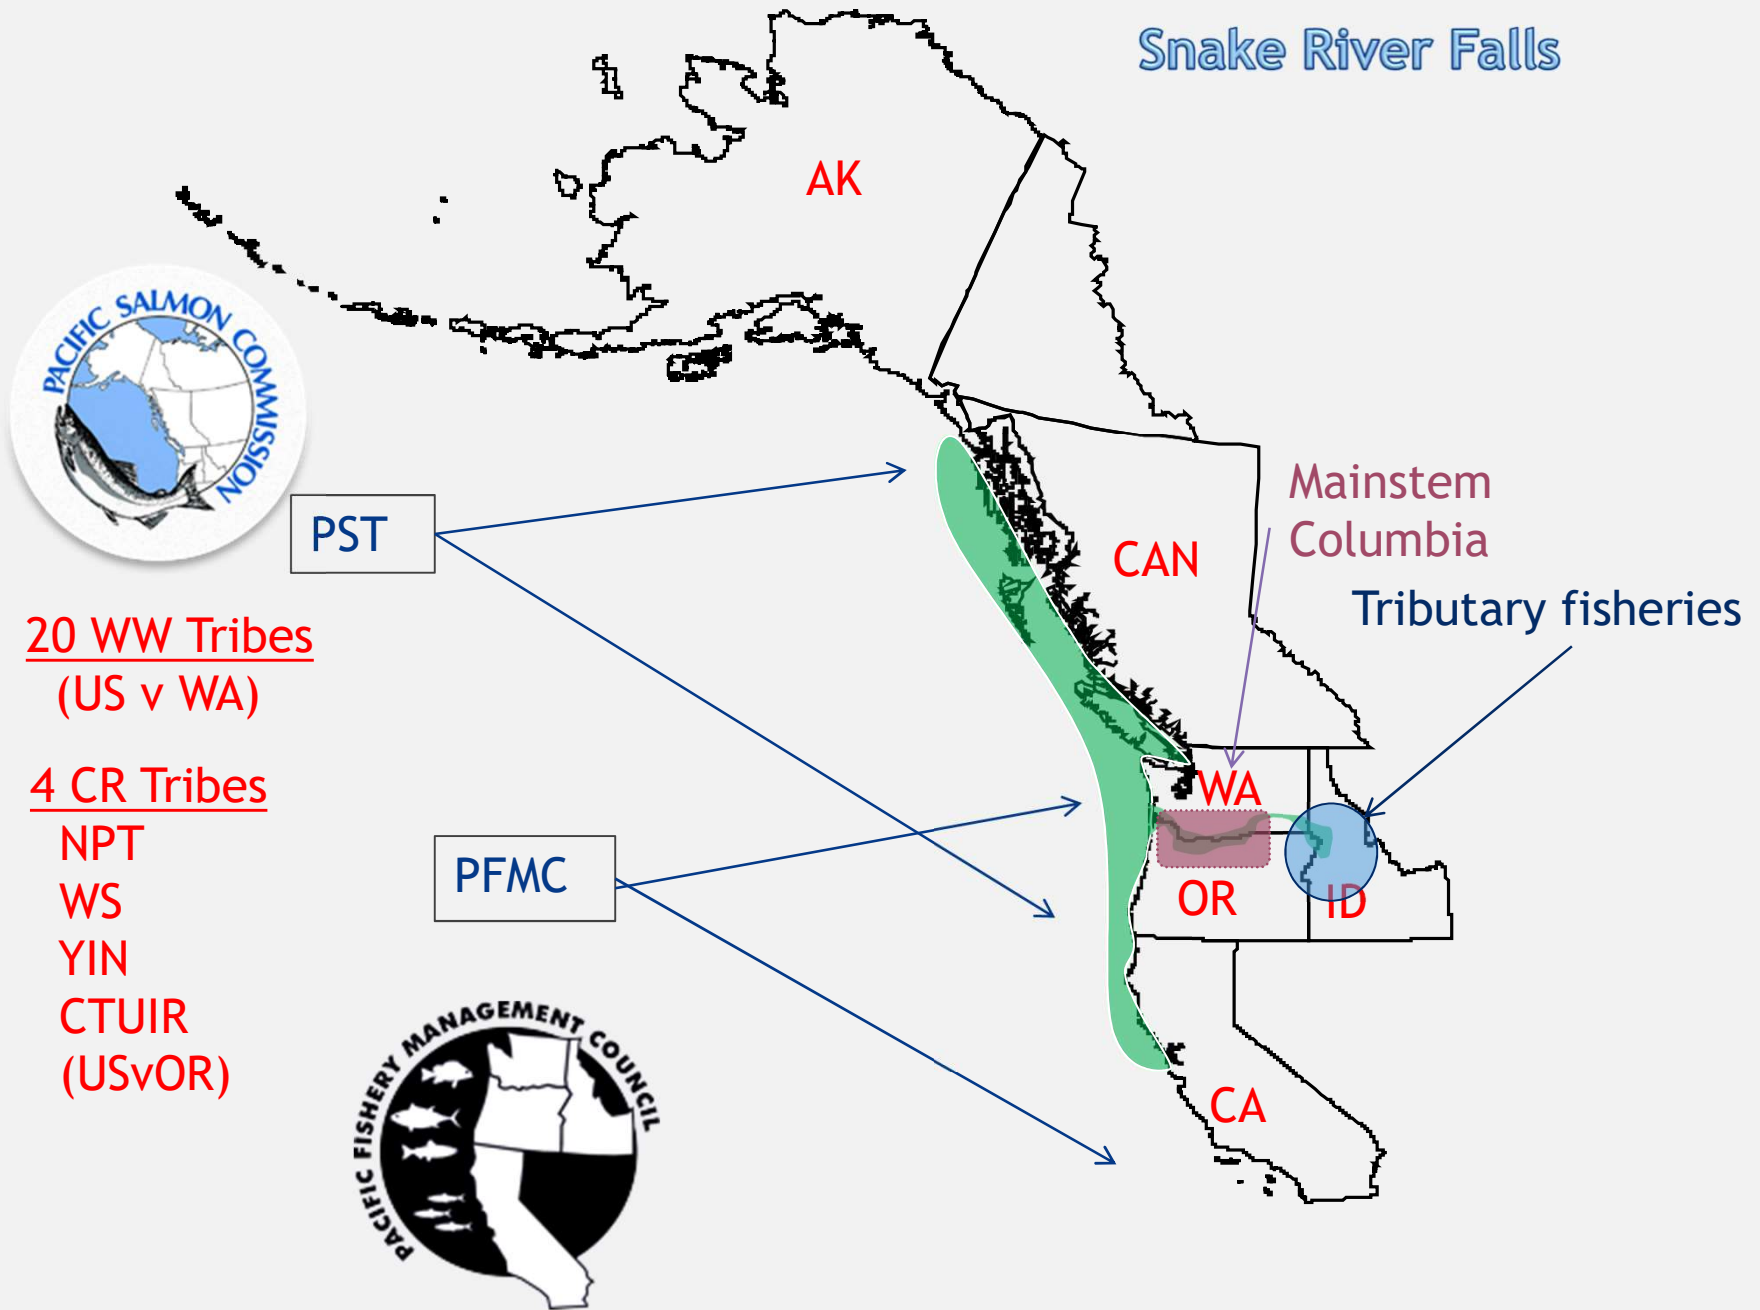 Snake River Falls
AK
PACIFIC SALMON COMMISSION
PST
Mainstem
Columbia
CAN
Tributary fisheries
20 WW Tribes
(US v WA)
4 CR Tribes
NPT
WS
YIN
CTUIR
(USvOR)
WA
PFMC
OR
ID
PACIFIC FISHERY MANAGEMENT COUNCIL
CA